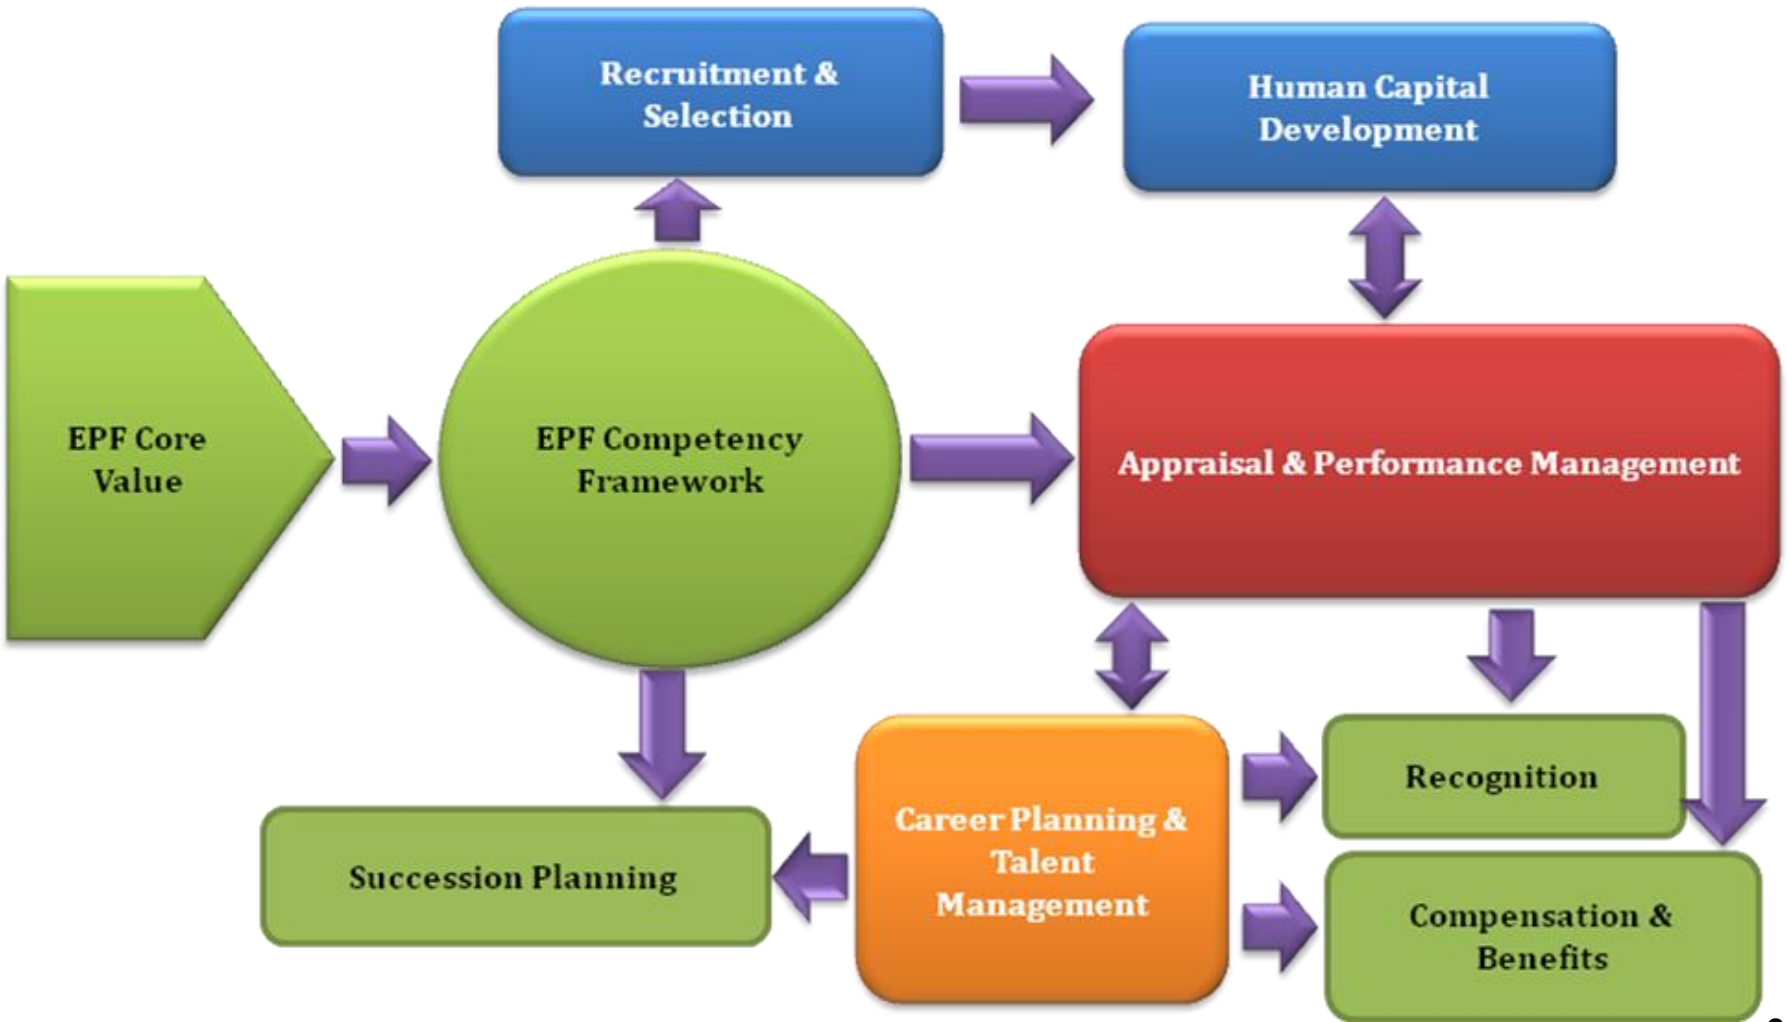 Recruitment &
Selection
Human Capital
Development
EPF Core
Value
EPF Competency
Framework
Appraisal & Performance Management
Career Planning &
Talent
Management
Recognition
Succession Planning
Compensation &
Benefits